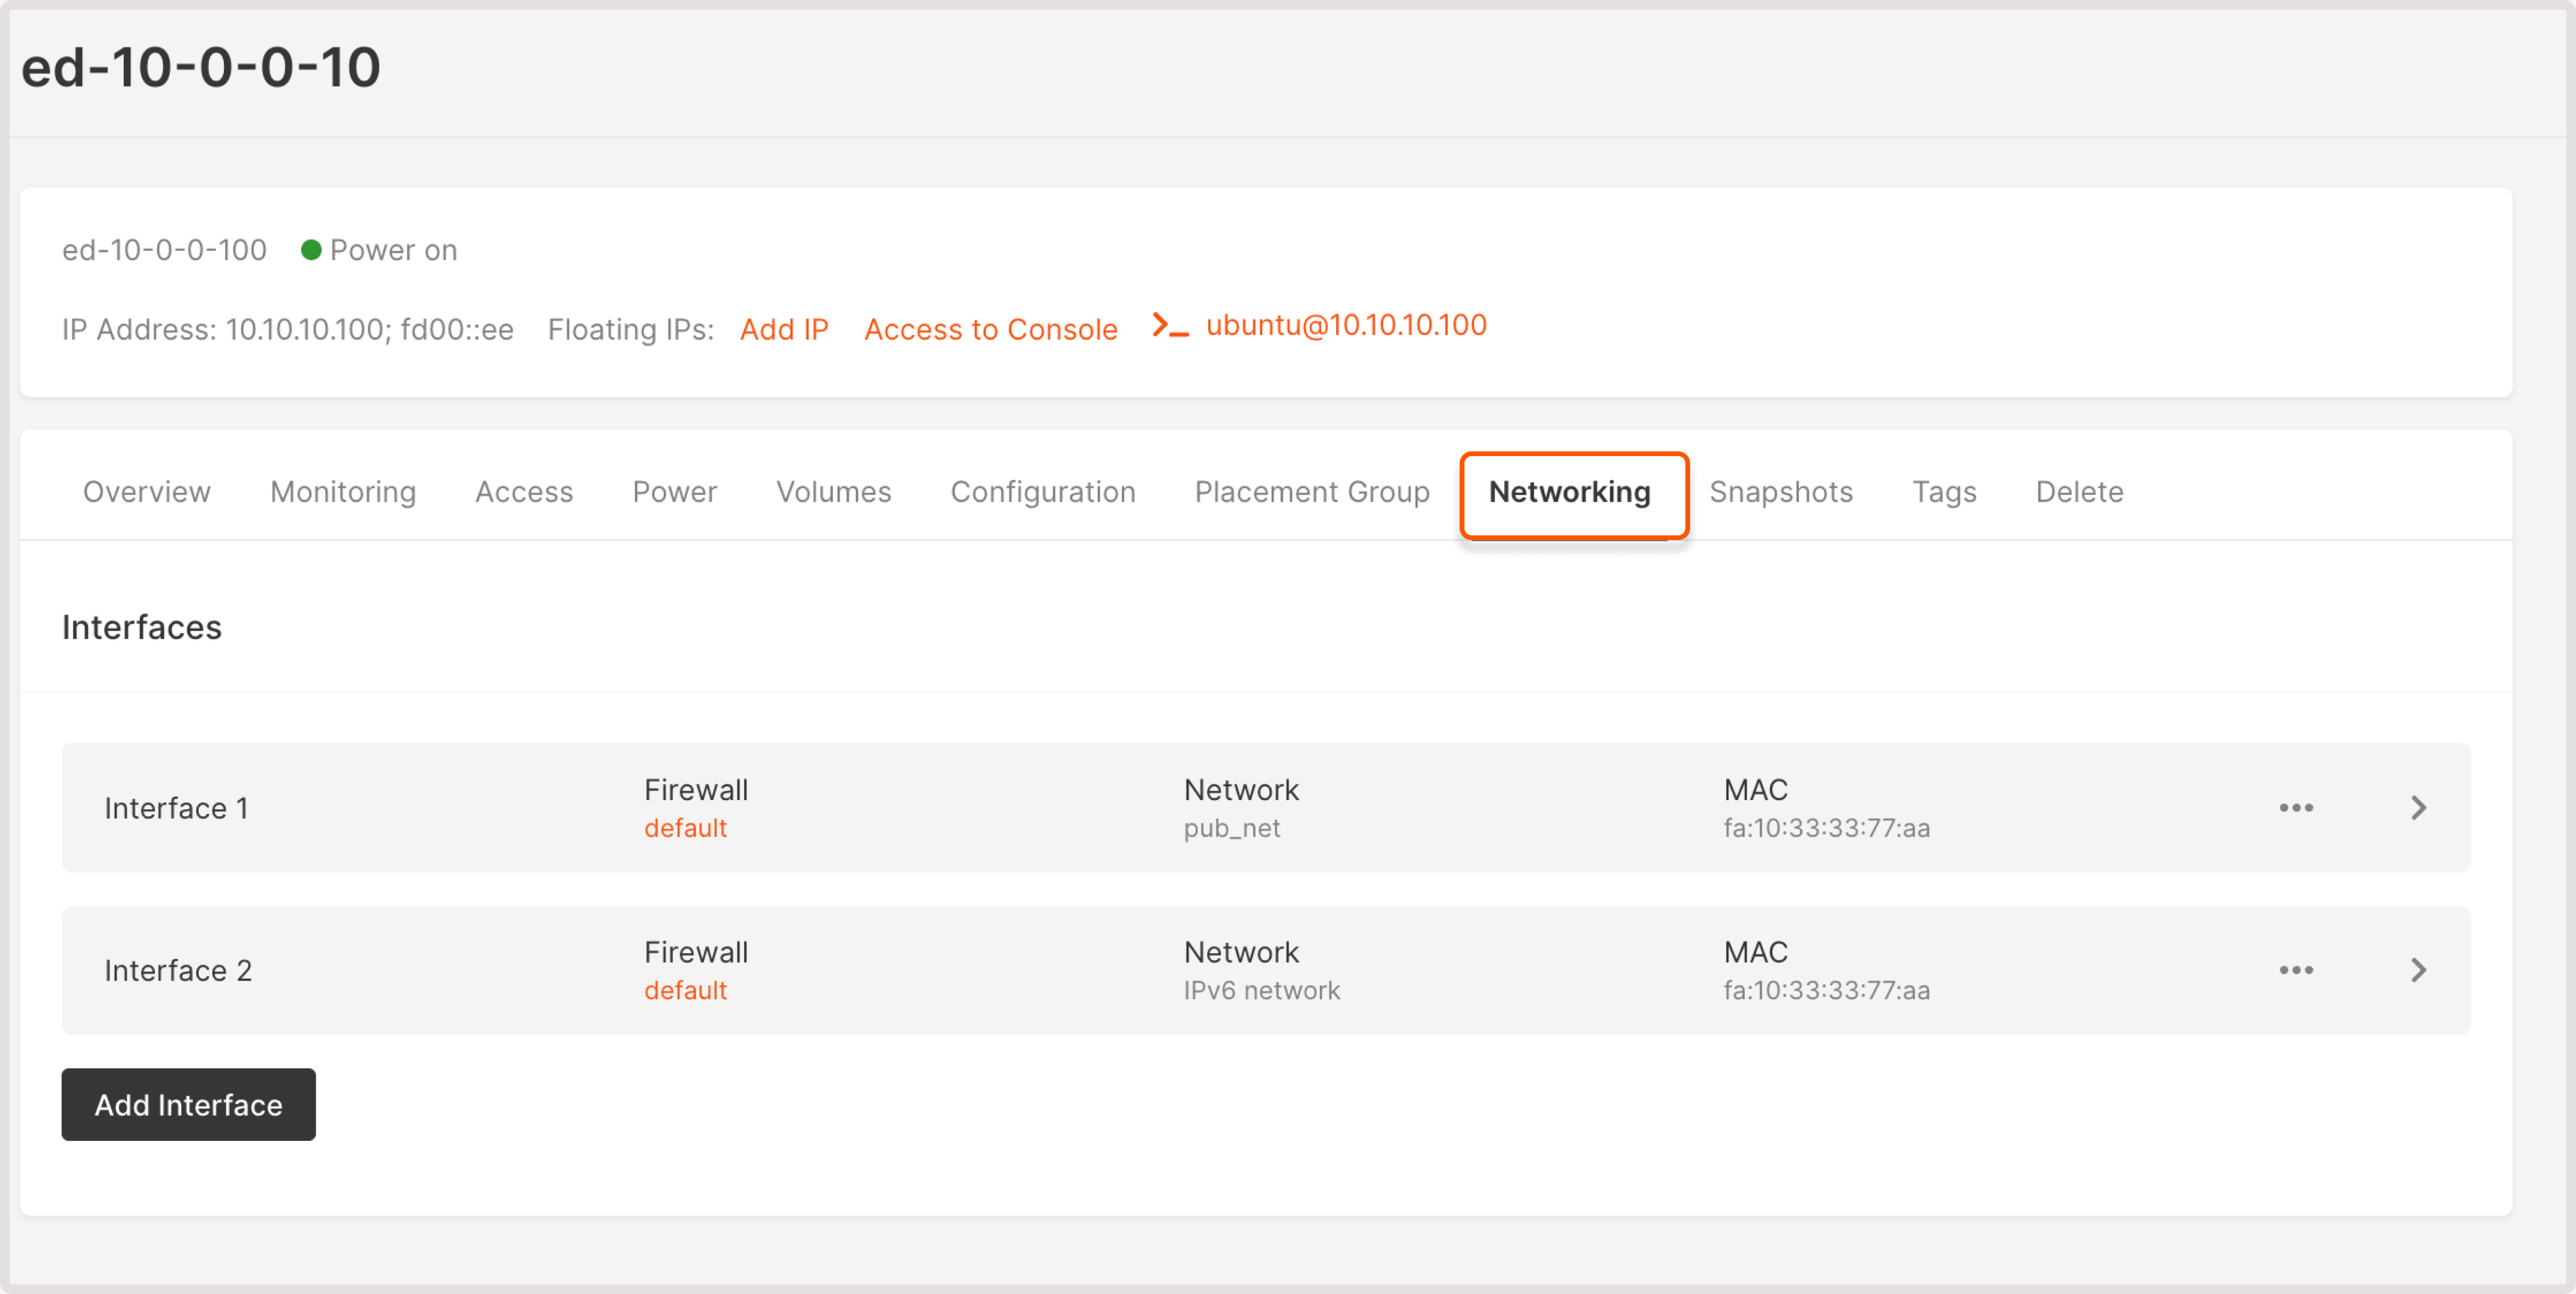 ed-10-0-0-10
ed-10-0-0-100 Power on
IP Address: 10.10.10.100; fd00::ee Floating IPs: Add IP Access to Console ubuntu@10.10.10.100
Overview Monitoring Access Power Volumes Configuration Placement Group Networking Snapshots Tags Delete
Interfaces
Interface 1
Firewall
default
Network
pub_net
MAC
fa:10:33:33:77:aa
Interface 2
Firewall
default
Network
IPv6 network
MAC
fa:10:33:33:77:aa
Add Interface